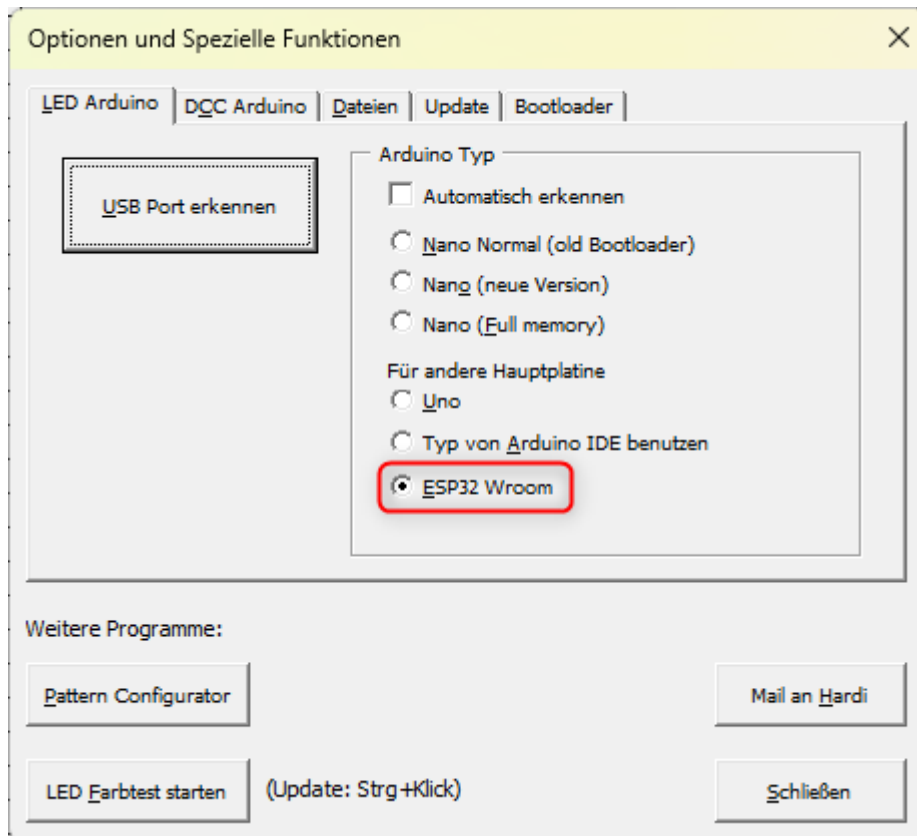 Optionen und Spezielle Funktionen
LED Arduino DCC Arduino Dateien Update Bootloader
USB Port erkennen
Arduino Typ
Automatisch erkennen
Nano Normal (old Bootloader)
Nano (neue Version)
Nano (Full memory)
Für andere Hauptplatine
Uno
Typ von Arduino IDE benutzen
ESP32 Wroom
Weitere Programme:
Pattern Configurator
Mail an Hardi
LED Farbtest starten
(Update: Strg+Klick)
Schließen